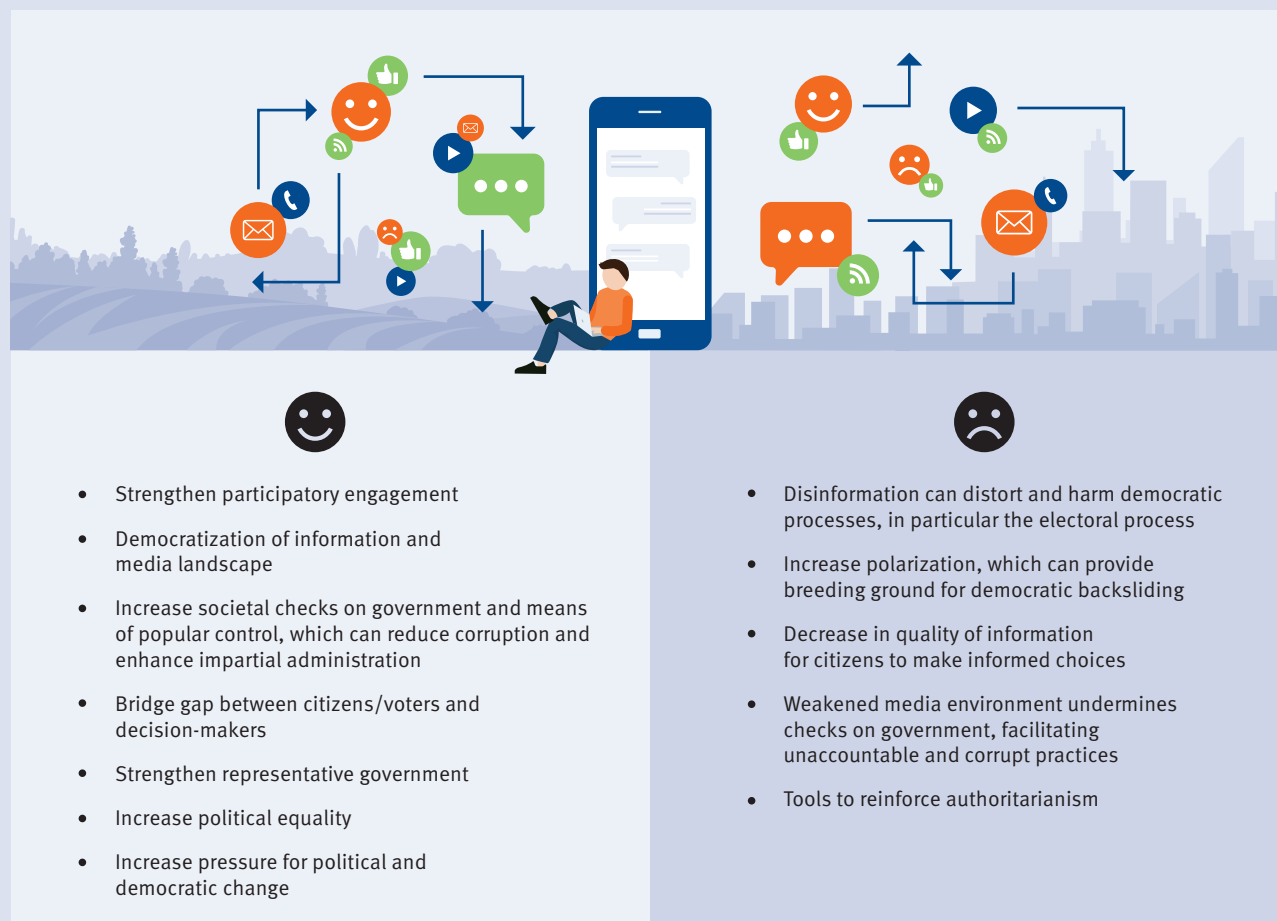 • Strengthen participatory engagement
• Democratization of information and
media landscape
• Increase societal checks on government and means
of popular control, which can reduce corruption and
enhance impartial administration
• Bridge gap between citizens/voters and
decision-makers
• Strengthen representative government
• Increase political equality
• Increase pressure for political and
democratic change
• Disinformation can distort and harm democratic
processes, in particular the electoral process
• Increase polarization, which can provide
breeding ground for democratic backsliding
• Decrease in quality of information
for citizens to make informed choices
• Weakened media environment undermines
checks on government, facilitating
unaccountable and corrupt practices
• Tools to reinforce authoritarianism